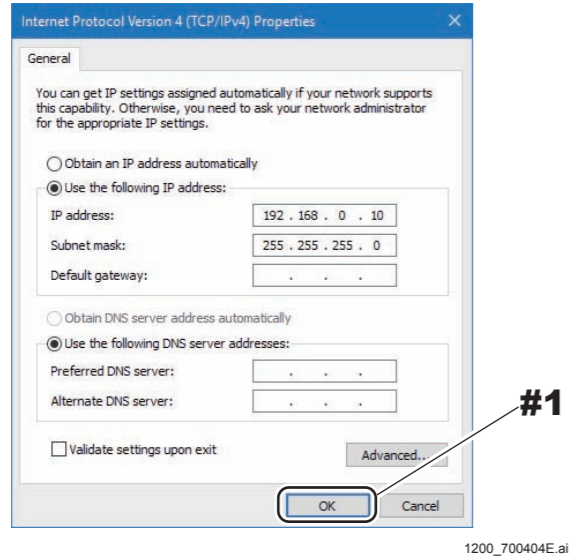 Internet Protocol Version 4 (TCP/IPv4) Properties
General
You can get IP settings assigned automatically if your network supports
this capability. Otherwise, you need to ask your network administrator
for the appropriate IP settings.
Obtain an IP address automatically
Use the following IP address:
IP address: 192 . 168 . 0 . 10
Subnet mask: 255 . 255 . 255 . 0
Default gateway: . . .
Obtain DNS server address automatically
Use the following DNS server addresses:
Preferred DNS server: . . .
Alternate DNS server: . . .
#1
Validate settings upon exit
Advanced...
OK Cancel
1200_700404E.ai